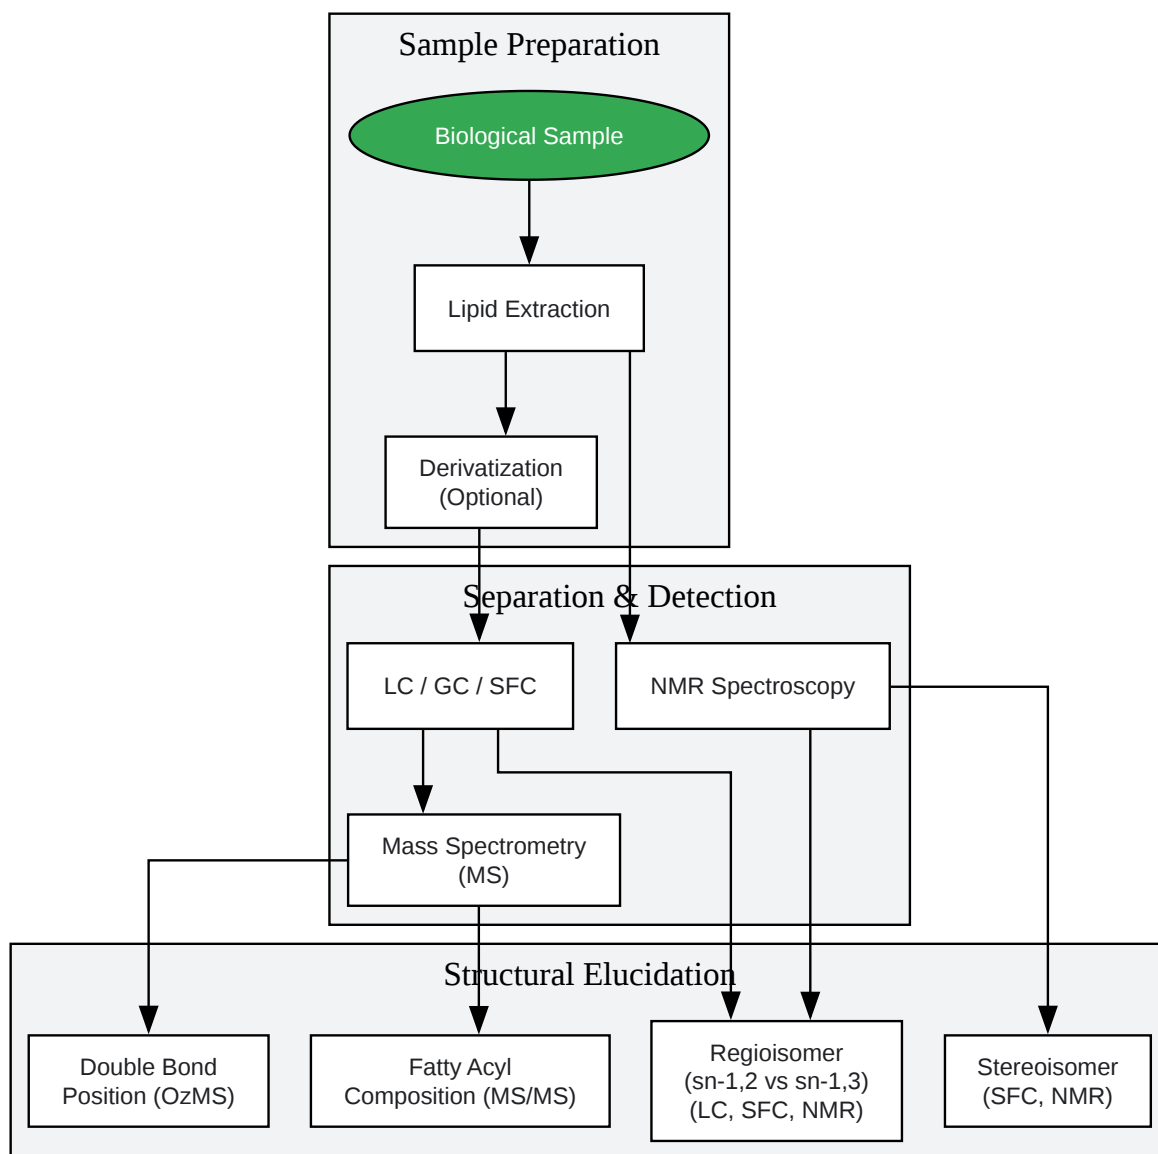 Sample Preparation
Biological Sample
Lipid Extraction
Derivatization
(Optional)
Separation & Detection
LC / GC / SFC
NMR Spectroscopy
Mass Spectrometry
(MS)
Structural Elucidation
Double Bond
Position (OzMS)
Fatty Acyl
Composition (MS/MS)
Regioisomer
(sn-1,2 vs sn-1,3)
(LC, SFC, NMR)
Stereoisomer
(SFC, NMR)